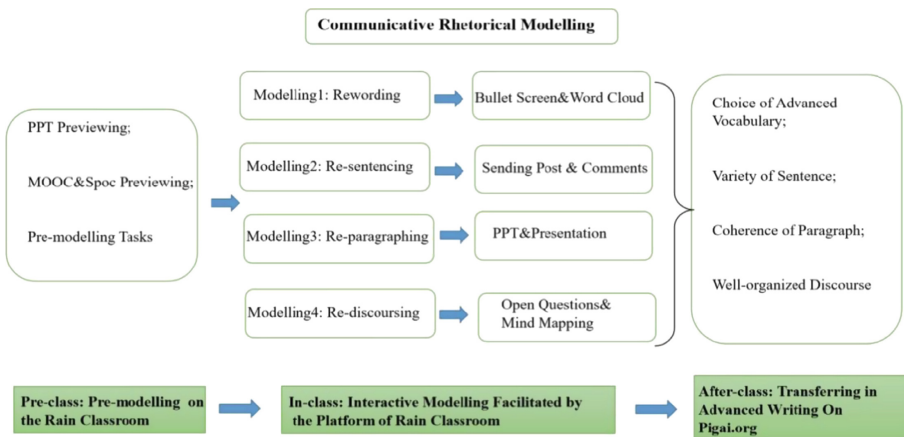 Communicative Rhetorical Modelling
PPT Previewing;
MOOC&Spoc Previewing;
Pre-modelling Tasks
Modelling1: Rewording
Bullet Screen&Word Cloud
Modelling2: Re-sentencing
Sending Post & Comments
Modelling3: Re-paragraphing
PPT&Presentation
Modelling4: Re-discoursing
Open Questions&
Mind Mapping
Choice of Advanced
Vocabulary;
Variety of Sentence;
Coherence of Paragraph;
Well-organized Discourse
Pre-class: Pre-modelling on
the Rain Classroom
In-class: Interactive Modelling Facilitated by
the Platform of Rain Classroom
After-class: Transferring in
Advanced Writing On
Pigai.org